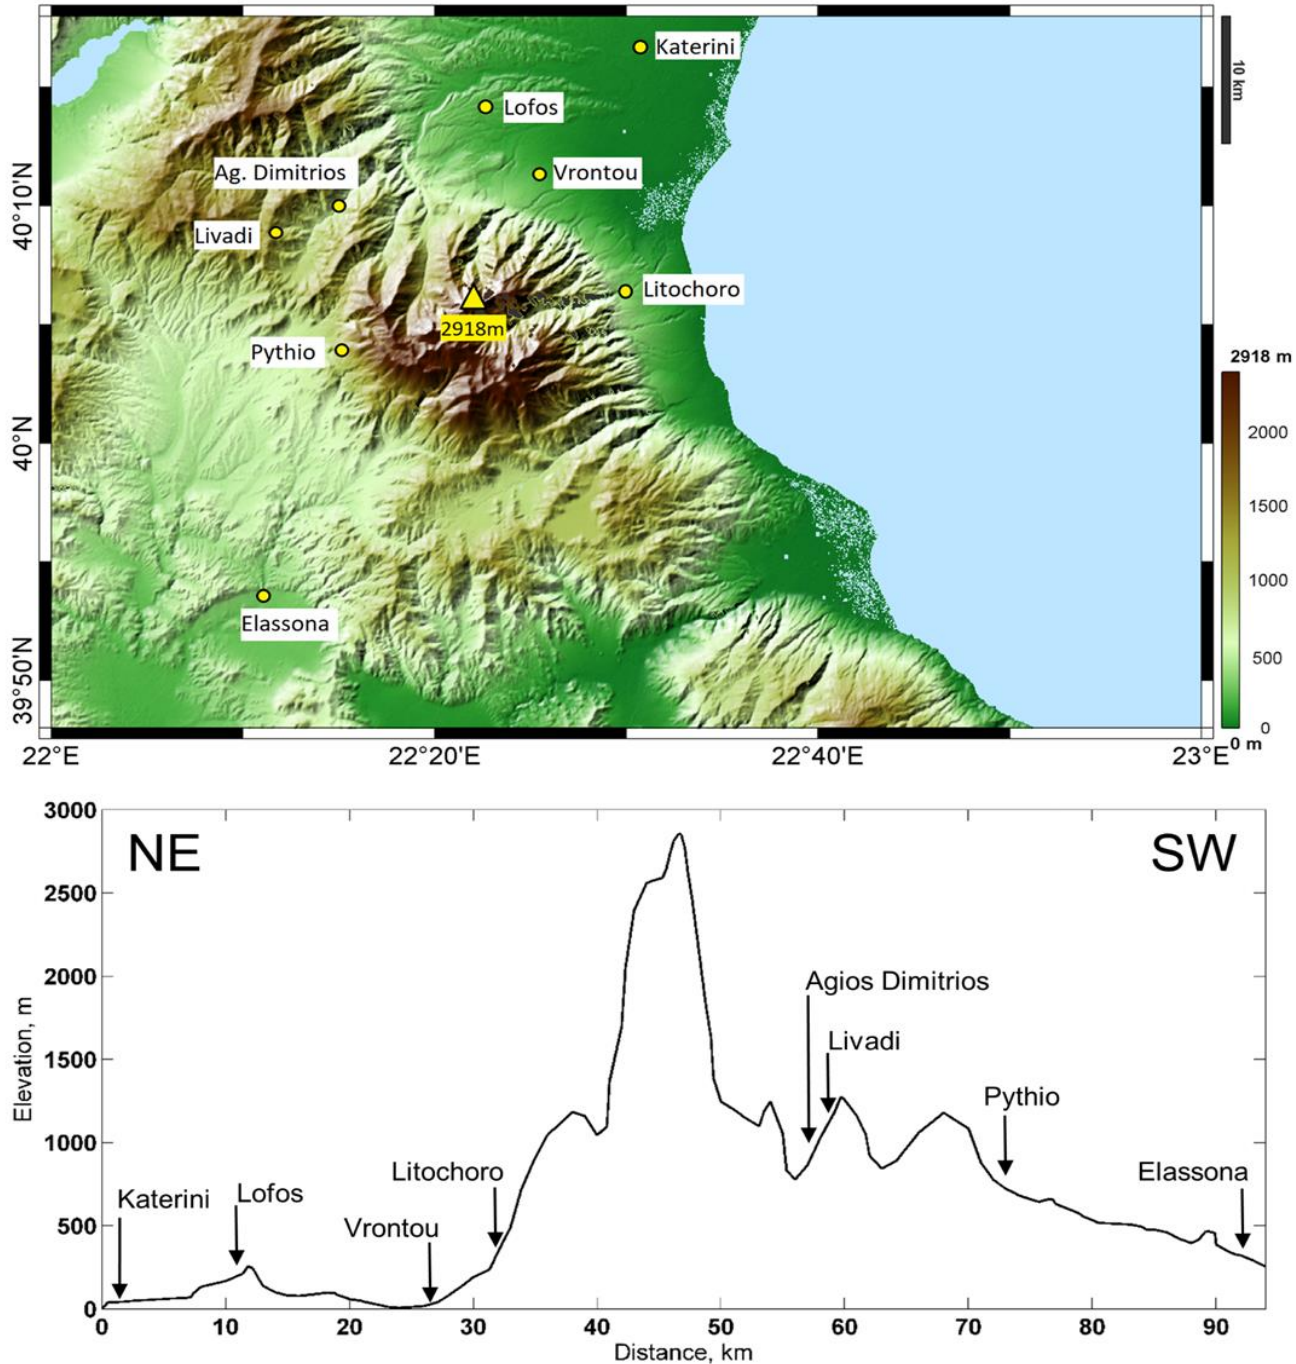 Katerini
10 km
Lofos
Ag. Dimitrios
Vrontou
40°10'N
Livadi
Litochoro
2918m
Pythio
2918 m
2000
40°N
1500
1000
Elassona
500
39°50'N
0
0 m
22°E
22°20'E
22°40'E
23°E
3000
NE
SW
2500
2000
Agios Dimitrios
Elevation, m
Livadi
1500
Pythio
1000
Litochoro
Elassona
Katerini
Lofos
Vrontou
500
0
0
10
20
30
40
50
60
70
80
90
Distance, km